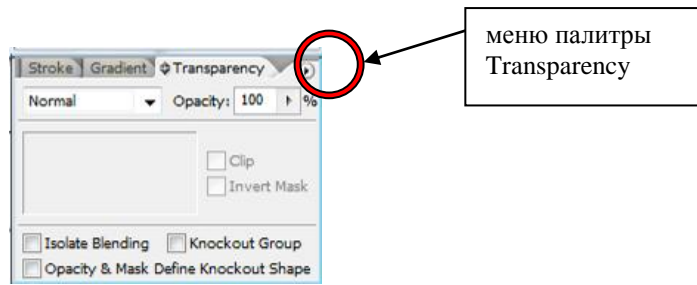 меню палитры
Transparency
Stroke Gradient Transparency
Normal Opacity: 100 %
Clip
Invert Mask
Isolate Blending Knockout Group
Opacity & Mask Define Knockout Shape